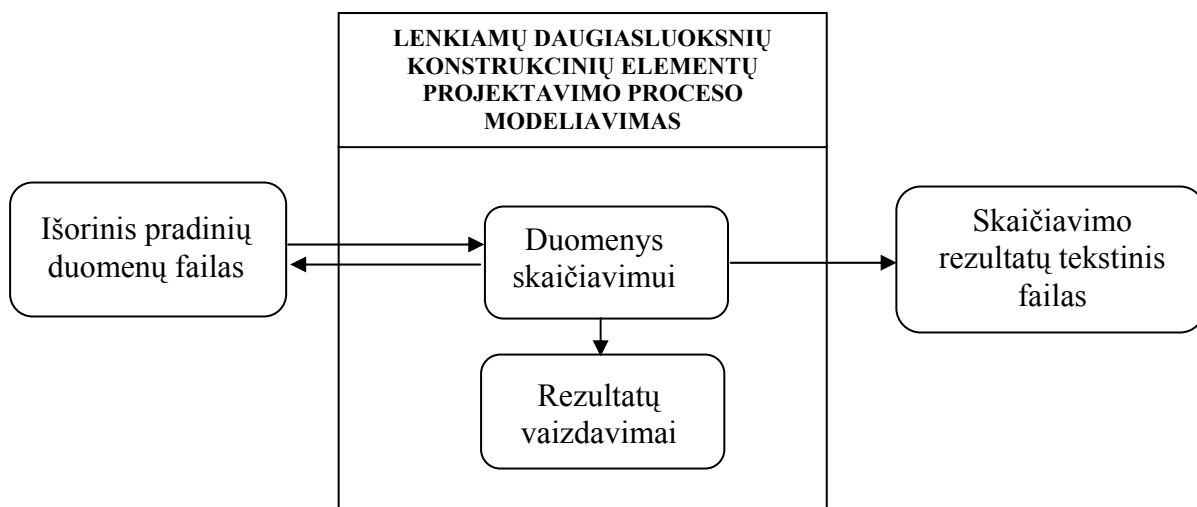 LENKIAMŲ DAUGIASLUOKSNIŲ
KONSTRUKCINIŲ ELEMENTŲ
PROJEKTAVIMO PROCESO
MODELIAVIMAS
Išorinis pradinių
duomenų failas
Duomenys
skaičiavimui
Skaičiavimo
rezultatų tekstinis
failas
Rezultatų
vaizdavimai